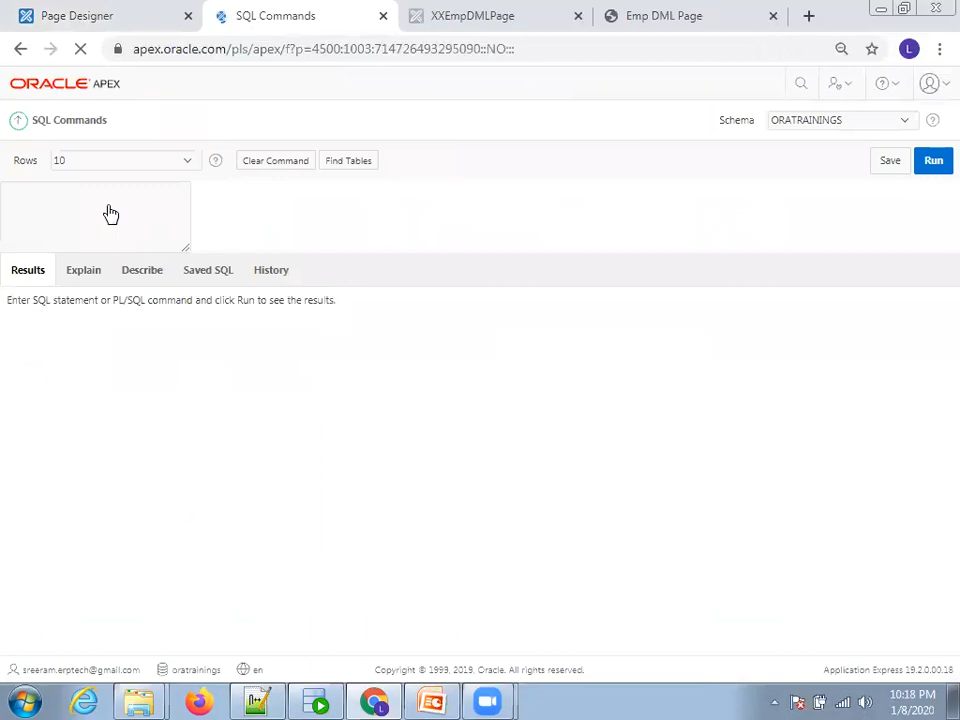 Page Designer
SQL Commands
XXEmpDMLPage
Emp DML Page
apex.oracle.com/pls/apex/f?p=4500:1003:714726493295090::NO:::
L
ORACLE APEX
SQL Commands
Schema
ORATRAININGS
Rows
10
Clear Command
Find Tables
Save
Run
Results
Explain
Describe
Saved SQL
History
Enter SQL statement or PL/SQL command and click Run to see the results.
sreeram.erptech@gmail.com
oratrainings
en
Copyright © 1999, 2019, Oracle. All rights reserved.
Application Express 19.2.0.00.18
10:18 PM
1/8/2020